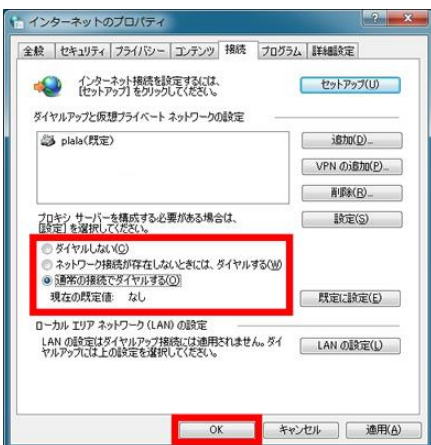 インターネットのプロパティ
全般 セキュリティ プライバシー コンテンツ 接続 プログラム 詳細設定
インターネット接続を設定するには、
[セットアップ] をクリックしてください。
セットアップ(U)
ダイヤルアップと仮想プライベート ネットワークの設定
plala(既定)
追加(D)...
VPN の追加(P)...
削除(R)...
プロキシ サーバーを構成する必要がある場合は、
[設定] を選択してください。
設定(S)
ダイヤルしない(C)
ネットワーク接続が存在しないときには、ダイヤルする(W)
通常の接続でダイヤルする(O)
現在の既定値: なし
既定に設定(E)
ローカル エリア ネットワーク (LAN) の設定
LAN の設定はダイヤルアップ接続には適用されません。ダイ
ヤルアップには上の設定を選択してください。
LAN の設定(L)
OK キャンセル 適用(A)